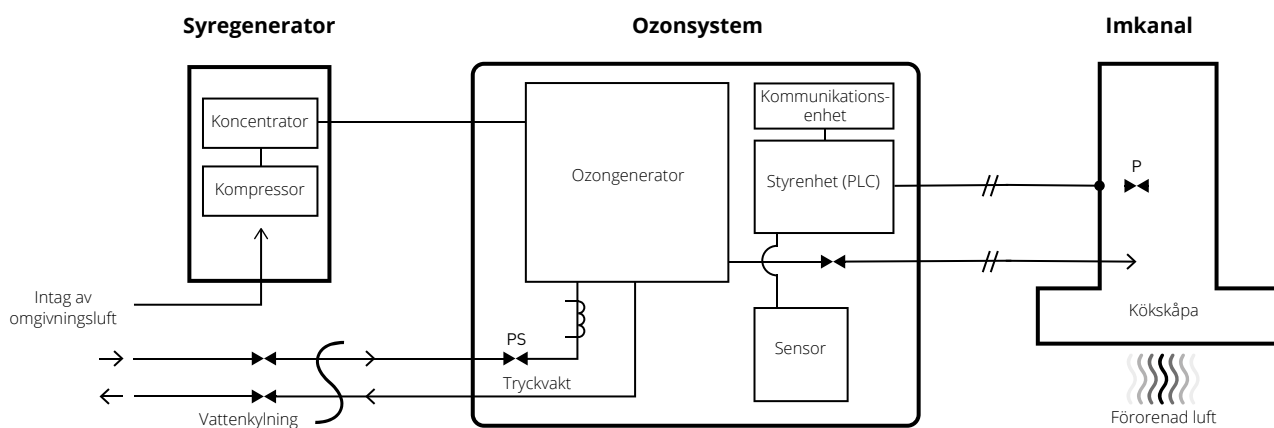 Syregenerator
Ozonsystem
Imkanal
Koncentrator
Kompressor
Intag av
omgivningsluft
Vattenkylning
Ozongenerator
Kommunikations-
enhet
Styrenhet (PLC)
Sensor
PS
Tryckvakt
P
Kökskåpa
Förorenad luft